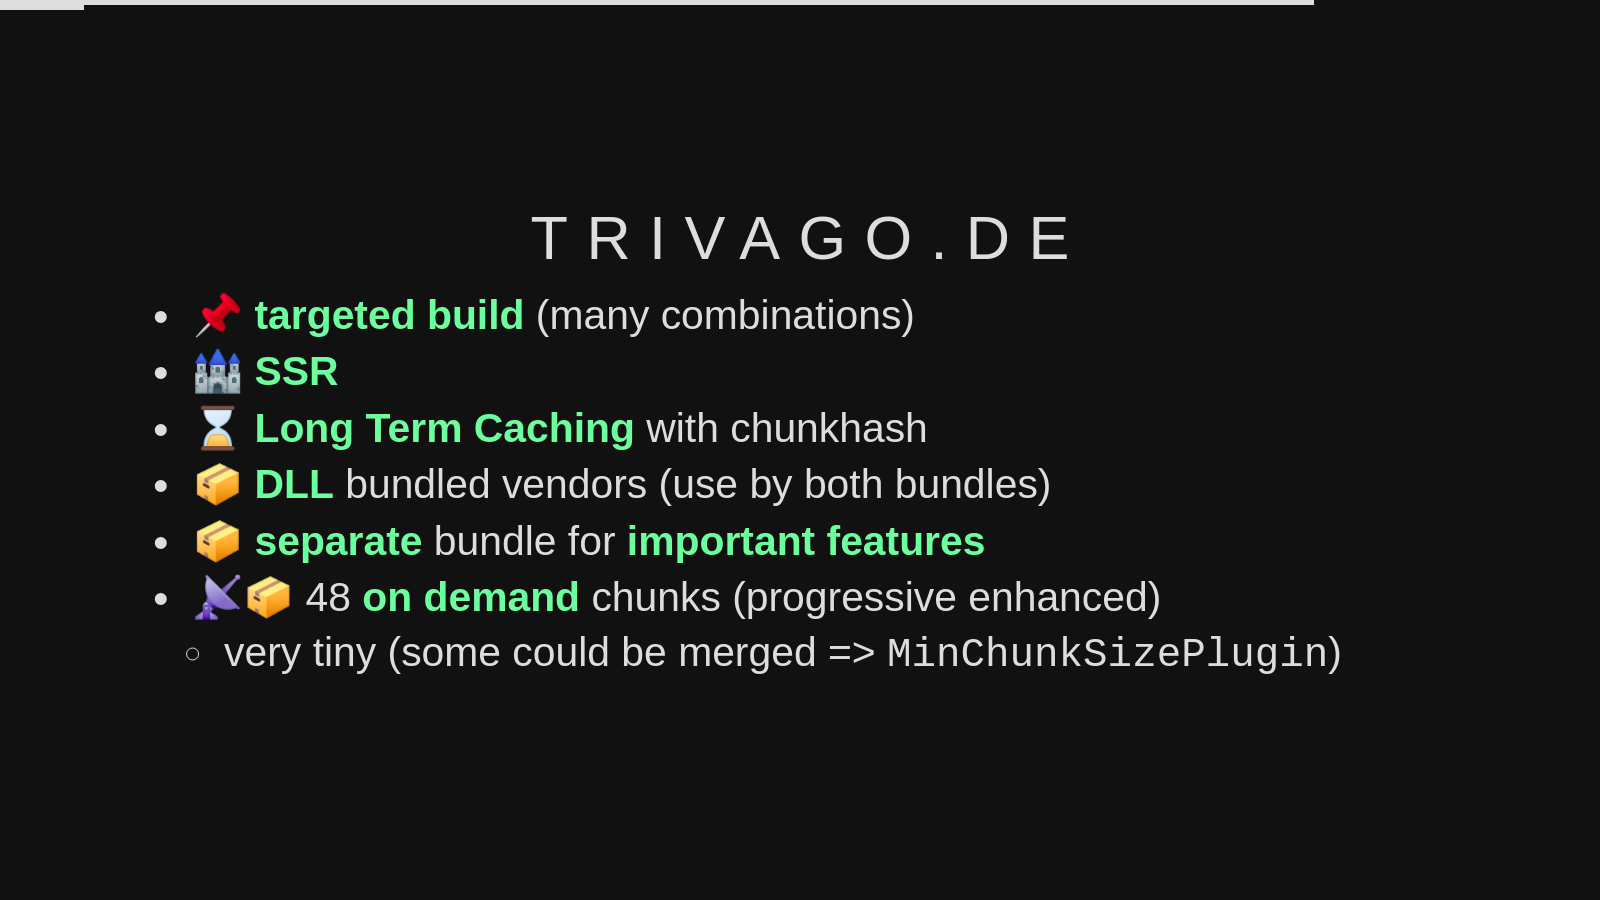 TRIVAGO.DE
• 📌 targeted build (many combinations)
• 🏰 SSR
• ⌛ Long Term Caching with chunkhash
• 📦 DLL bundled vendors (use by both bundles)
• 📦 separate bundle for important features
• 📡📦 48 on demand chunks (progressive enhanced)
◦ very tiny (some could be merged => MinChunkSizePlugin)